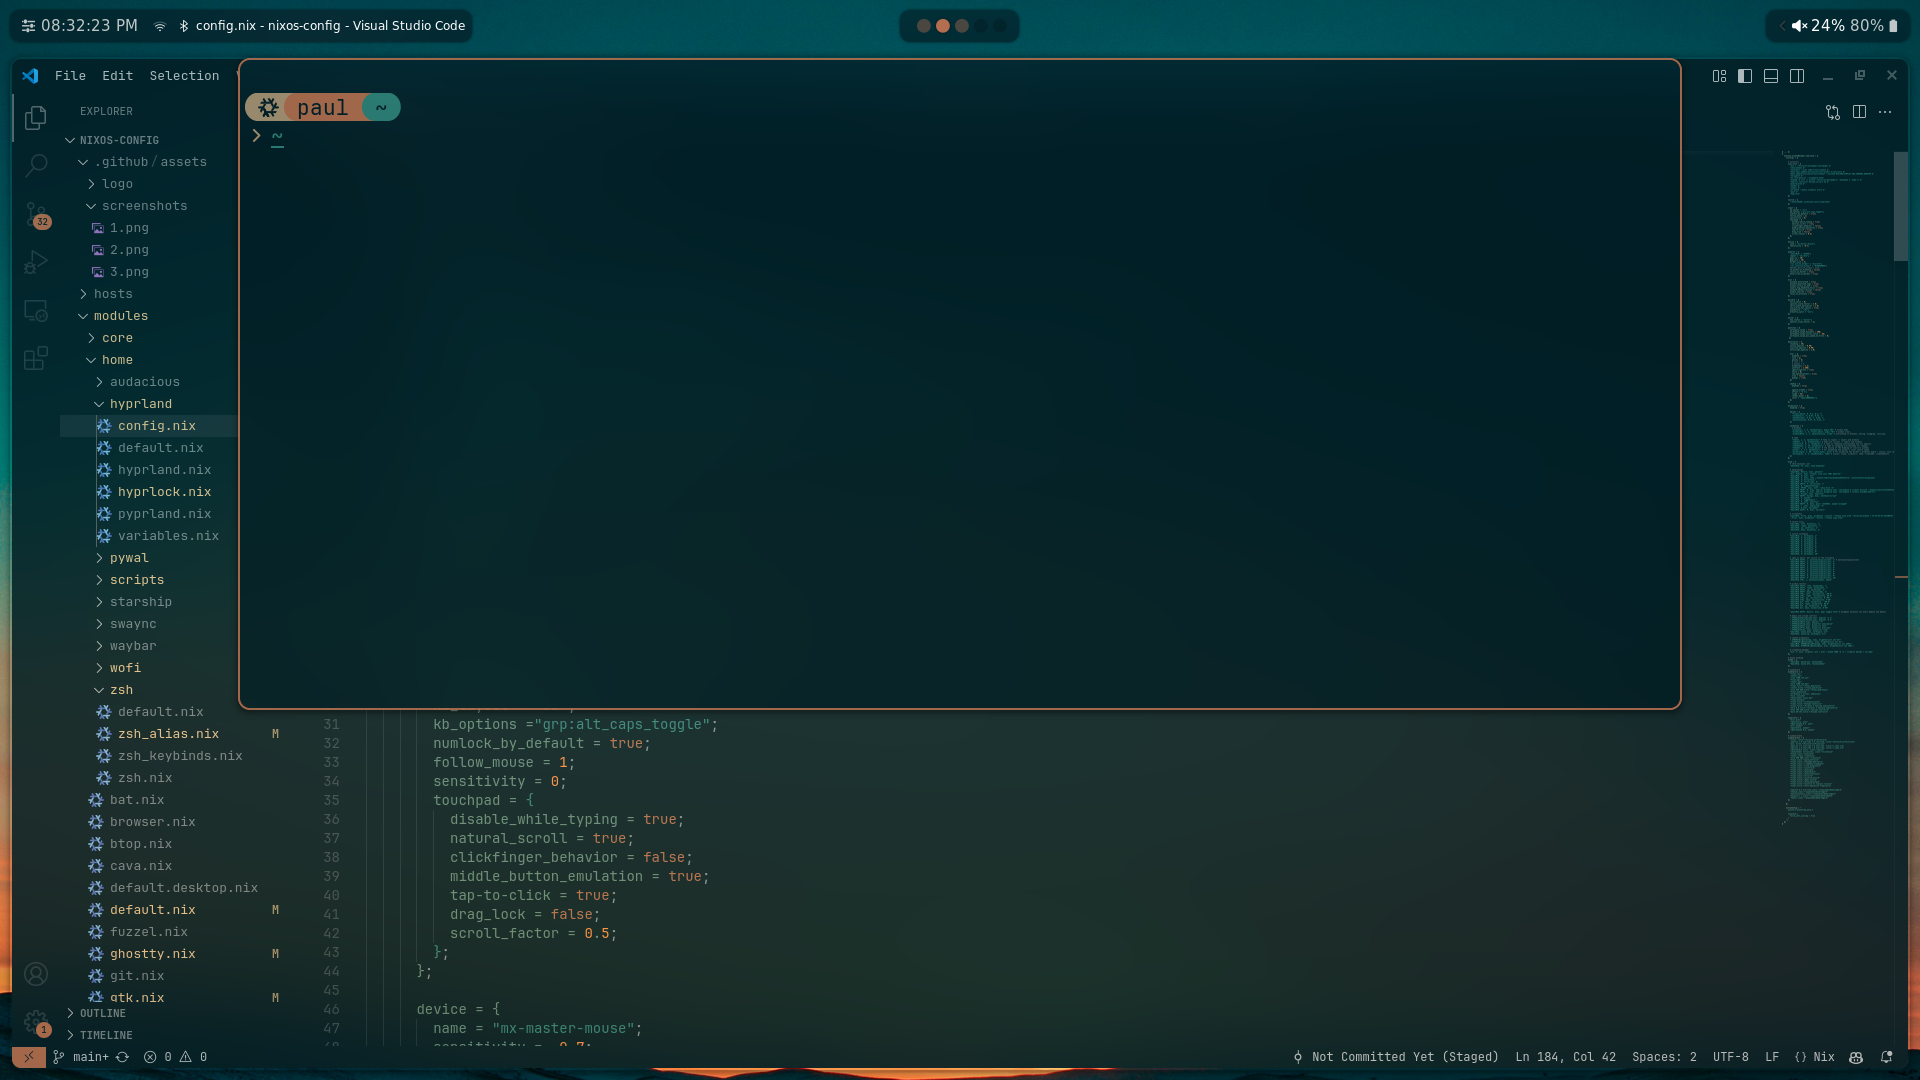 08:32:23 PM config.nix - nixos-config - Visual Studio Code
24% 80%
File Edit Selection
EXPLORER
NIXOS-CONFIG
.github/assets
logo
screenshots
1.png
2.png
3.png
hosts
modules
core
home
audacious
hyprland
config.nix
default.nix
hyprland.nix
hyprlock.nix
pyprland.nix
variables.nix
pywal
scripts
starship
swaync
waybar
wofi
zsh
default.nix
zsh_alias.nix M
zsh_keybinds.nix
zsh.nix
bat.nix
browser.nix
btop.nix
cava.nix
default.desktop.nix
default.nix M
fuzzel.nix
ghostty.nix M
git.nix
gtk.nix M
OUTLINE
TIMELINE
32
1
paul ~
❯ ~
31 kb_options ="grp:alt_caps_toggle";
32 numlock_by_default = true;
33 follow_mouse = 1;
34 sensitivity = 0;
35 touchpad = {
36 disable_while_typing = true;
37 natural_scroll = true;
38 clickfinger_behavior = false;
39 middle_button_emulation = true;
40 tap-to-click = true;
41 drag_lock = false;
42 scroll_factor = 0.5;
43 };
44 };
45
46 device = {
47 name = "mx-master-mouse";
main+ 0 0
Not Committed Yet (Staged) Ln 184, Col 42 Spaces: 2 UTF-8 LF {} Nix